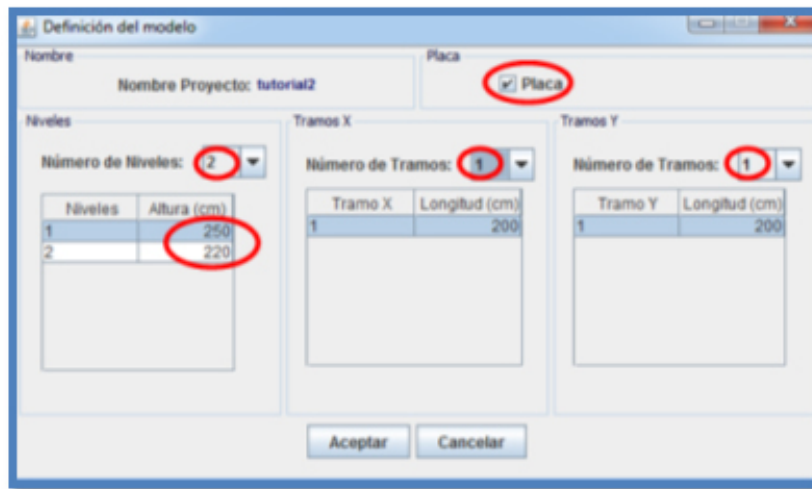 Definición del modelo
Nombre
Nombre Proyecto: tutorial2
Placa
Placa
Niveles
Número de Niveles: 2
Niveles Altura (cm)
1 250
2 220
Tramos X
Número de Tramos: 1
Tramo X Longitud (cm)
1 200
Tramos Y
Número de Tramos: 1
Tramo Y Longitud (cm)
1 200
Aceptar Cancelar